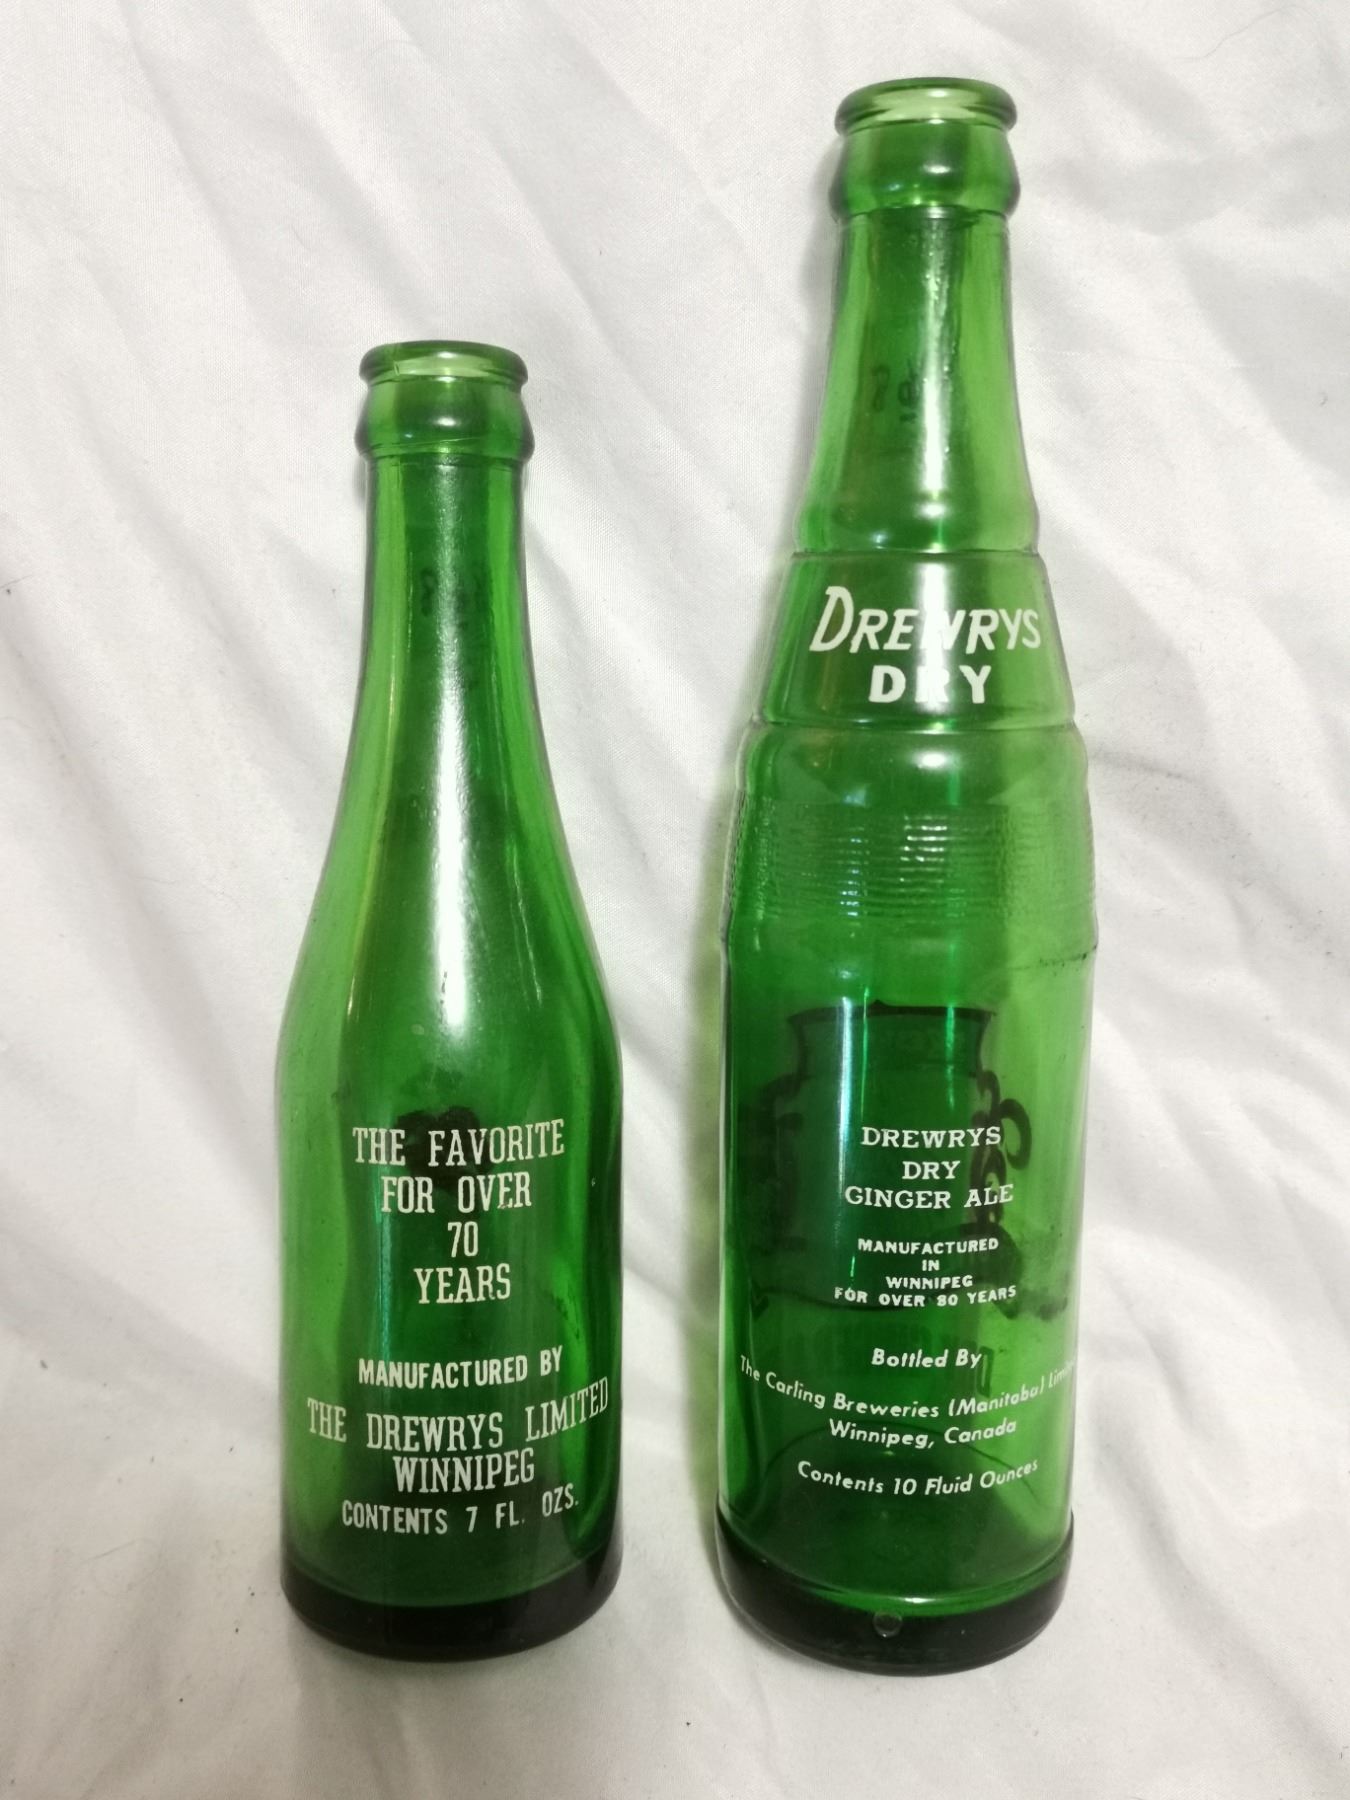 THE FAVORITE
FOR OVER
70
YEARS
MANUFACTURED BY
THE DREWRYS LIMITED
WINNIPEG
CONTENTS 7 FL. OZS.
DREWRYS
DRY
DREWRYS
DRY
GINGER ALE
MANUFACTURED
IN
WINNIPEG
FOR OVER 80 YEARS
Bottled By
The Carling Breweries (Manitoba) Limited
Winnipeg, Canada
Contents 10 Fluid Ounces